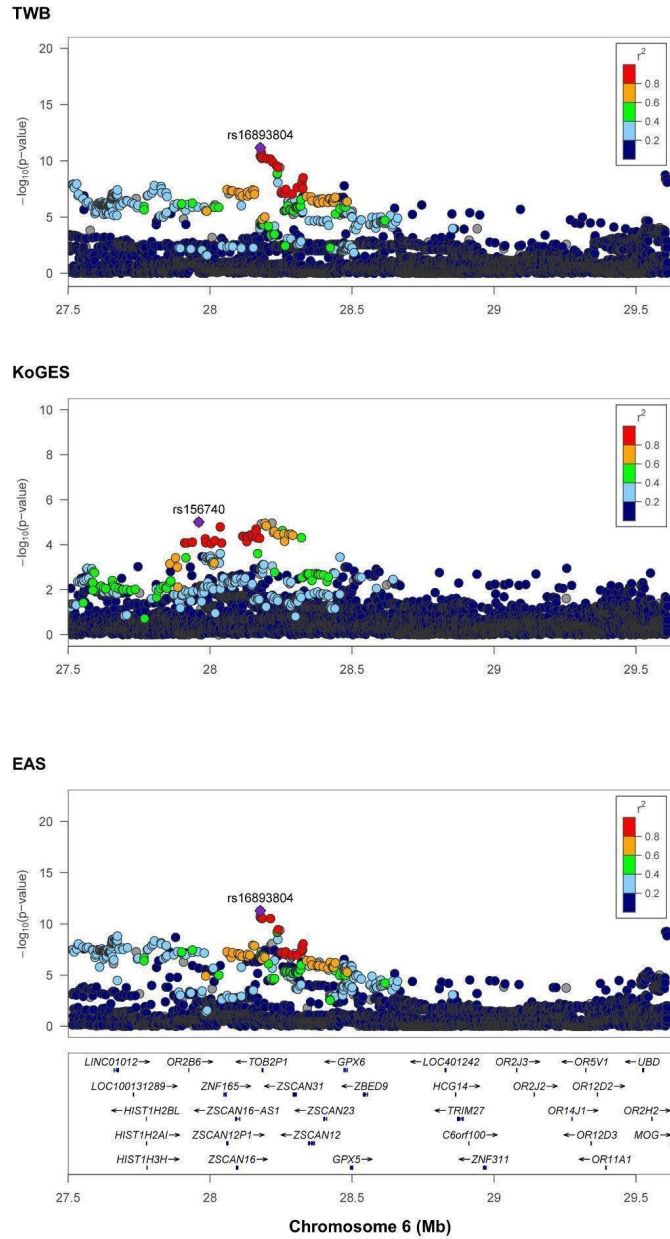 TWB
20
15
10
5
0
− log10(p-value)
r2
0.8
0.6
0.4
0.2
rs16893804
27.5 28 28.5 29 29.5
KoGES
10
8
6
4
2
0
− log10(p-value)
r2
0.8
0.6
0.4
0.2
rs156740
27.5 28 28.5 29 29.5
EAS
20
15
10
5
0
− log10(p-value)
r2
0.8
0.6
0.4
0.2
rs16893804
LINC01012→ OR2B6→ ←TOB2P1 ←GPX6 LOC401242→ OR2J3→ OR5V1→ ←UBD
LOC100131289→ ZNF165→ ←ZSCAN31 ←ZBED9 HCG14→ OR2J2→ OR12D2→
←HIST1H2BL ←ZSCAN16−AS1 ←ZSCAN23 ←TRIM27 OR14J1→ OR2H2→
HIST1H2AI→ ZSCAN12P1→ ←ZSCAN12 C6orf100→ ←OR12D3 MOG→
HIST1H3H→ ZSCAN16→ GPX5→ ←ZNF311 ←OR11A1
27.5 28 28.5 29 29.5
Chromosome 6 (Mb)